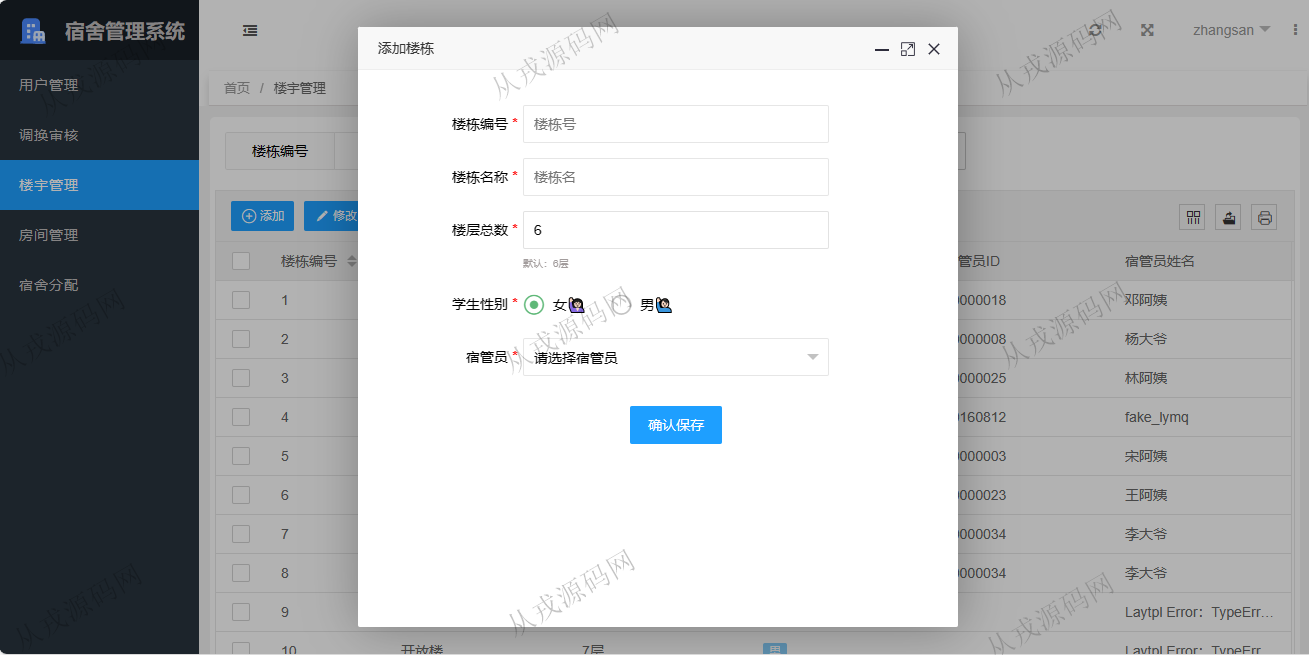 宿舍管理系统
zhangsan
用户管理
调换审核
楼宇管理
房间管理
宿舍分配
首页 / 楼宇管理
楼栋编号
添加
修改
添加楼栋
楼栋编号 * 楼栋号
楼栋名称 * 楼栋名
楼层总数 * 6
默认：6层
学生性别 * 女 男
宿管员 * 请选择宿管员
确认保存
楼栋编号 管员ID 宿管员姓名
1 0000018 邓阿姨
2 0000008 杨大爷
3 0000025 林阿姨
4 0160812 fake_lymq
5 0000003 宋阿姨
6 0000023 王阿姨
7 0000034 李大爷
8 0000034 李大爷
9 Laytpl Error：TypeErr...
10 开放楼 7层 男 Laytpl Error：TypeErr...
从戎源码网
从戎源码网
从戎源码网
从戎源码网
从戎源码网
从戎源码网
从戎源码网
从戎源码网
从戎源码网